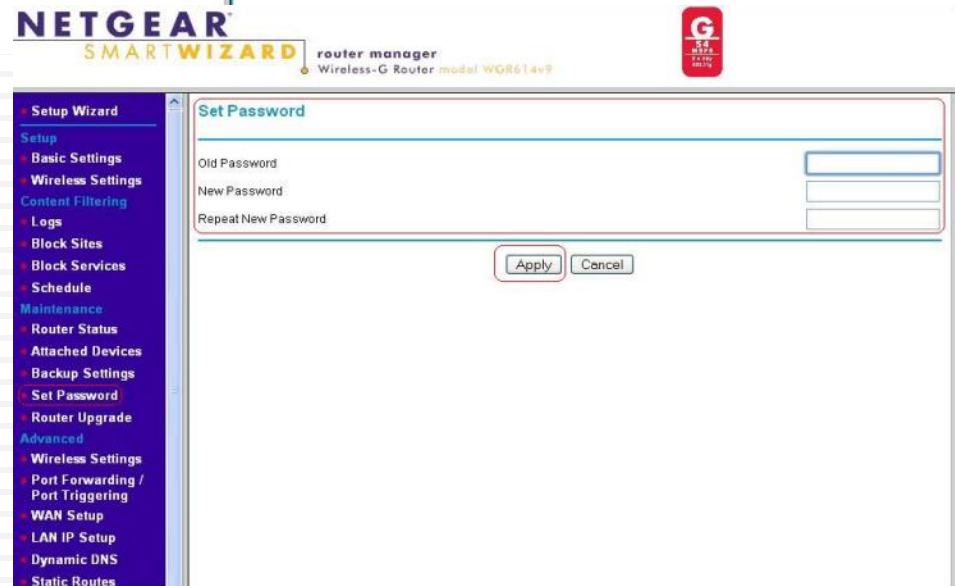 NETGEAR
SMARTWIZARD router manager
Wireless-G Router model WGR614v9
G
54
Setup Wizard
Setup
Basic Settings
Wireless Settings
Content Filtering
Logs
Block Sites
Block Services
Schedule
Maintenance
Router Status
Attached Devices
Backup Settings
Set Password
Router Upgrade
Advanced
Wireless Settings
Port Forwarding /
Port Triggering
WAN Setup
LAN IP Setup
Dynamic DNS
Static Routes
Set Password
Old Password
New Password
Repeat New Password
Apply Cancel